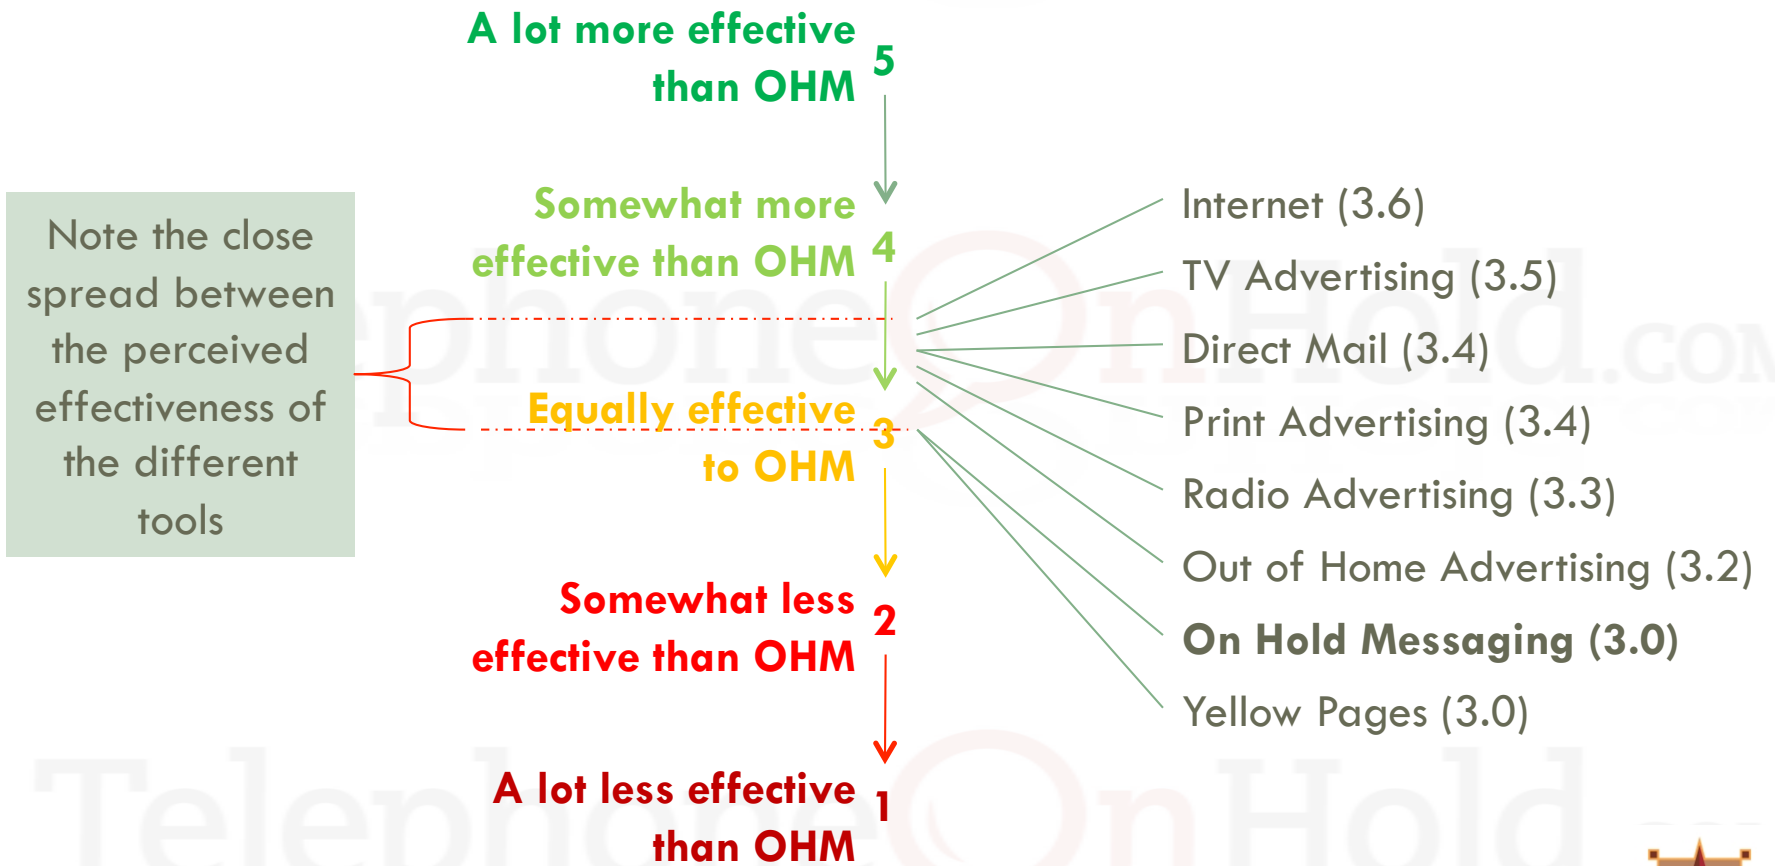 A lot more effective
than OHM
5
Somewhat more
effective than OHM
4
Note the close
spread between
the perceived
effectiveness of
the different
tools
Equally effective
to OHM
3
Somewhat less
effective than OHM
2
A lot less effective
than OHM
1
Internet (3.6)
TV Advertising (3.5)
Direct Mail (3.4)
Print Advertising (3.4)
Radio Advertising (3.3)
Out of Home Advertising (3.2)
On Hold Messaging (3.0)
Yellow Pages (3.0)
ephoneOnHold.COM
TelephoneOnHold